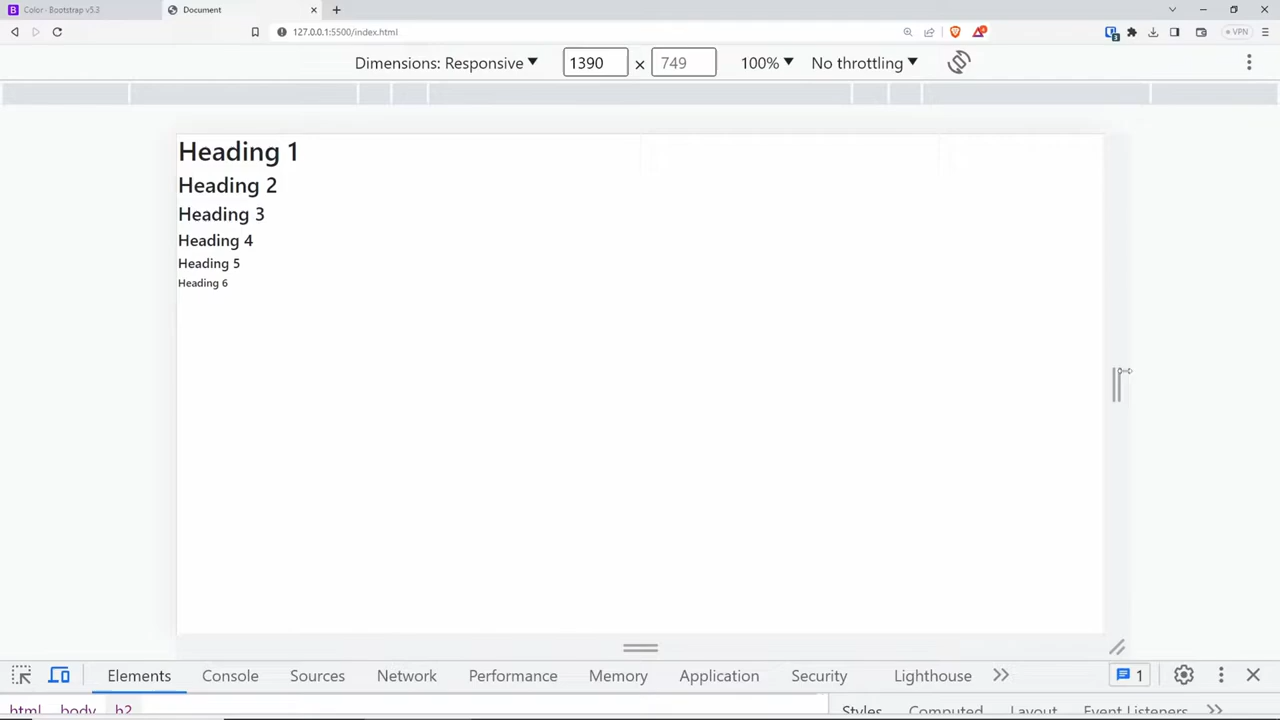 Color · Bootstrap v5.3
Document
127.0.0.1:5500/index.html
VPN
Dimensions: Responsive 1390 × 749 100% No throttling
Heading 1
Heading 2
Heading 3
Heading 4
Heading 5
Heading 6
Elements Console Sources Network Performance Memory Application Security Lighthouse 1
html body h2 Styles Computed Layout Event Listeners